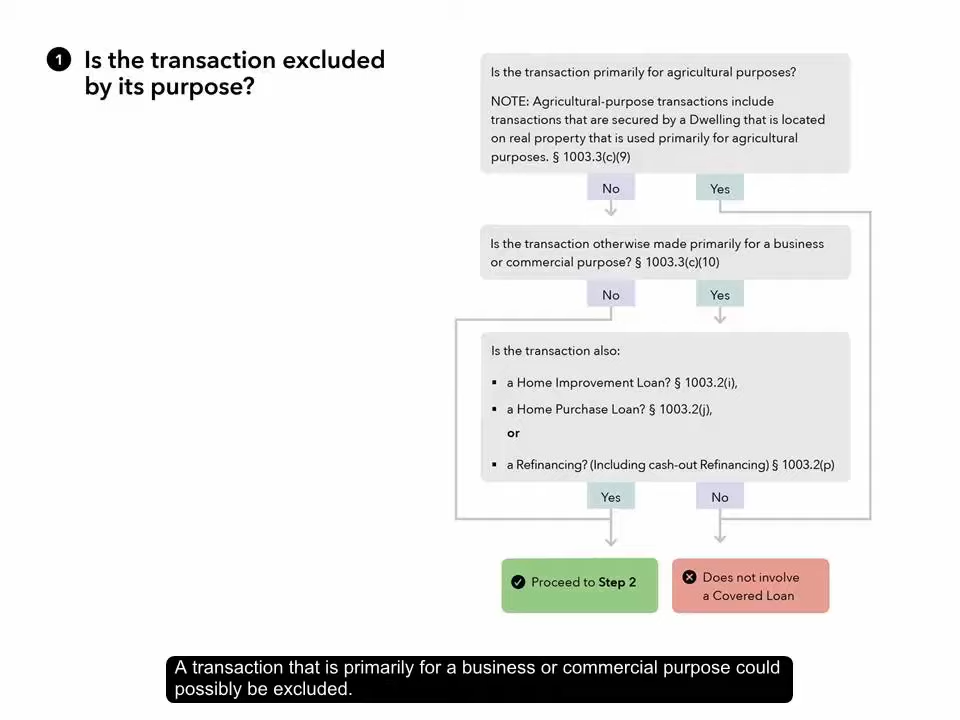 1 Is the transaction excluded
by its purpose?
Is the transaction primarily for agricultural purposes?
NOTE: Agricultural-purpose transactions include
transactions that are secured by a Dwelling that is located
on real property that is used primarily for agricultural
purposes. § 1003.3(c)(9)
No Yes
Is the transaction otherwise made primarily for a business
or commercial purpose? § 1003.3(c)(10)
No Yes
Is the transaction also:
▪ a Home Improvement Loan? § 1003.2(i),
▪ a Home Purchase Loan? § 1003.2(j),
or
▪ a Refinancing? (Including cash-out Refinancing) § 1003.2(p)
Yes No
Proceed to Step 2
Does not involve
a Covered Loan
A transaction that is primarily for a business or commercial purpose could
possibly be excluded.